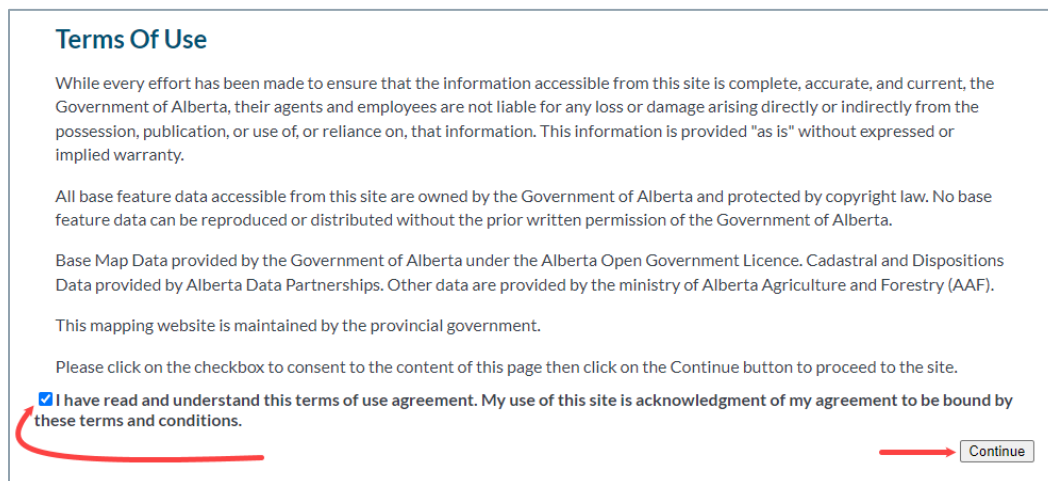 Terms Of Use
While every effort has been made to ensure that the information accessible from this site is complete, accurate, and current, the
Government of Alberta, their agents and employees are not liable for any loss or damage arising directly or indirectly from the
possession, publication, or use of, or reliance on, that information. This information is provided "as is" without expressed or
implied warranty.
All base feature data accessible from this site are owned by the Government of Alberta and protected by copyright law. No base
feature data can be reproduced or distributed without the prior written permission of the Government of Alberta.
Base Map Data provided by the Government of Alberta under the Alberta Open Government Licence. Cadastral and Dispositions
Data provided by Alberta Data Partnerships. Other data are provided by the ministry of Alberta Agriculture and Forestry (AAF).
This mapping website is maintained by the provincial government.
Please click on the checkbox to consent to the content of this page then click on the Continue button to proceed to the site.
I have read and understand this terms of use agreement. My use of this site is acknowledgment of my agreement to be bound by
these terms and conditions.
Continue